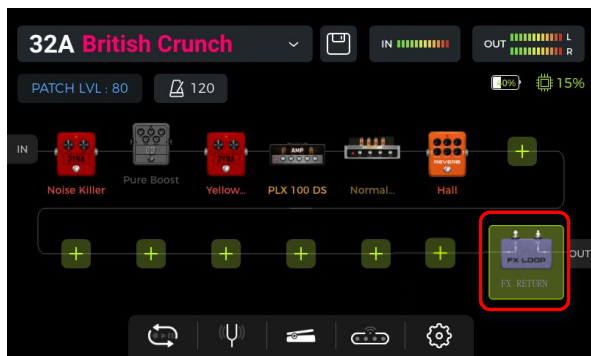 32A British Crunch
IN
OUT
L
R
PATCH LVL : 80
120
15%
IN
Noise Killer
Pure Boost
Yellow...
AMP
PLX 100 DS
Normal...
REVERB
Hall
FX LOOP
FX RETURN
OUT